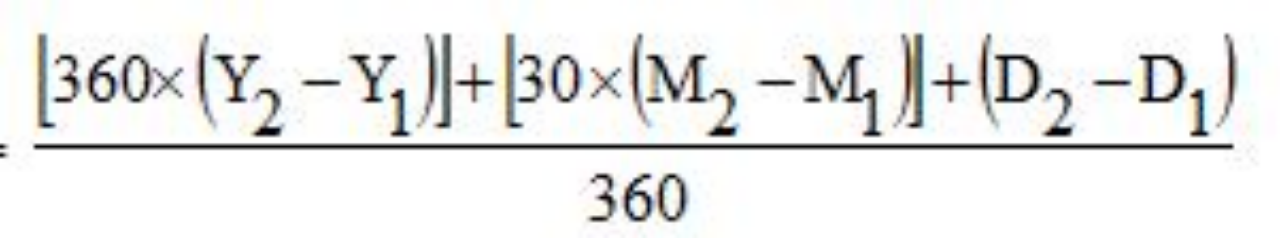 = [360×(Y₂ −Y₁)]+[30×(M₂ −M₁)]+(D₂ −D₁)
360